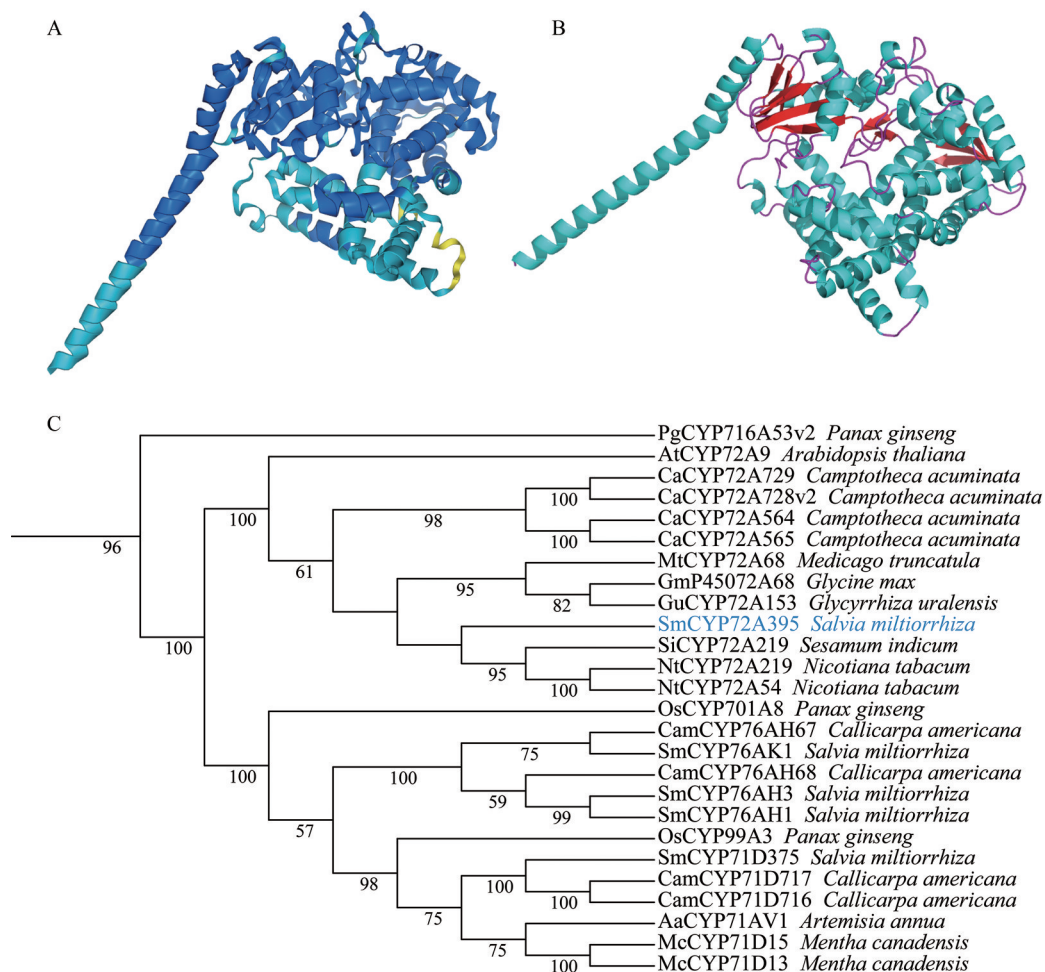 A
B
C
PgCYP716A53v2 Panax ginseng
AtCYP72A9 Arabidopsis thaliana
CaCYP72A729 Camptotheca acuminata
100
CaCYP72A728v2 Camptotheca acuminata
98
100
CaCYP72A564 Camptotheca acuminata
96
100
CaCYP72A565 Camptotheca acuminata
MtCYP72A68 Medicago truncatula
61
95
GmP45072A68 Glycine max
82
GuCYP72A153 Glycyrrhiza uralensis
SmCYP72A395 Salvia miltiorrhiza
100
SiCYP72A219 Sesamum indicum
95
NtCYP72A219 Nicotiana tabacum
100
NtCYP72A54 Nicotiana tabacum
OsCYP701A8 Panax ginseng
CamCYP76AH67 Callicarpa americana
75
SmCYP76AK1 Salvia miltiorrhiza
100
100
CamCYP76AH68 Callicarpa americana
59
SmCYP76AH3 Salvia miltiorrhiza
99
SmCYP76AH1 Salvia miltiorrhiza
57
OsCYP99A3 Panax ginseng
SmCYP71D375 Salvia miltiorrhiza
98
100
CamCYP71D717 Callicarpa americana
100
CamCYP71D716 Callicarpa americana
75
AaCYP71AV1 Artemisia annua
75
McCYP71D15 Mentha canadensis
100
McCYP71D13 Mentha canadensis